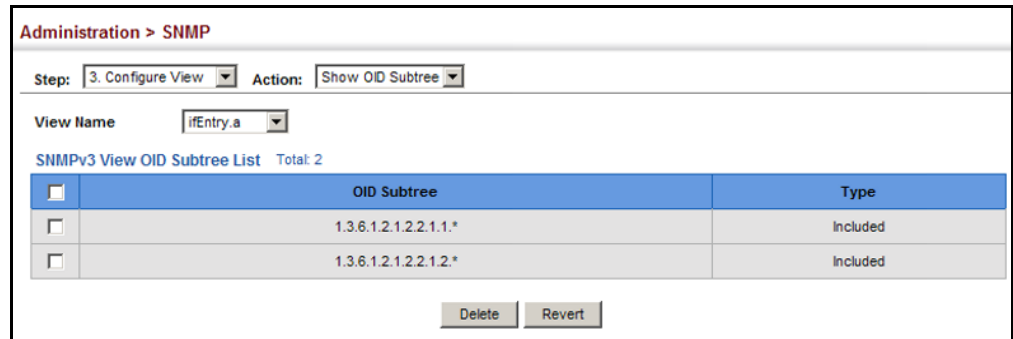 Administration > SNMP
Step: 3. Configure View Action: Show OID Subtree
View Name ifEntry.a
SNMPv3 View OID Subtree List Total: 2
OID Subtree Type
1.3.6.1.2.1.2.2.1.1.* Included
1.3.6.1.2.1.2.2.1.2.* Included
Delete Revert